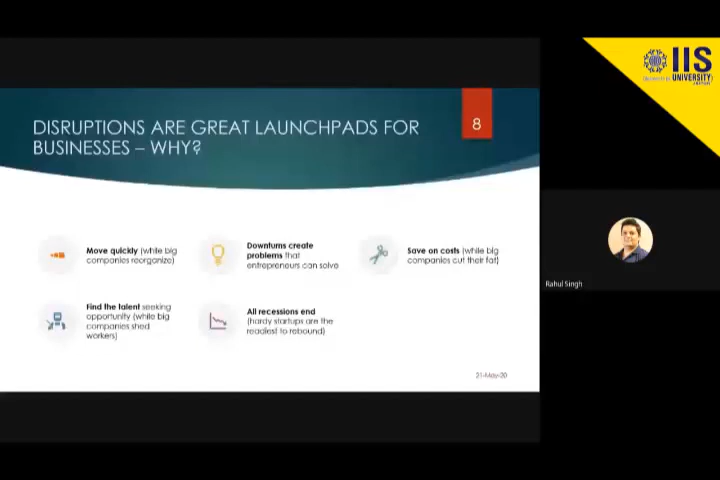 DISRUPTIONS ARE GREAT LAUNCHPADS FOR
BUSINESSES – WHY?
8
Move quickly (while big
companies reorganize)
Downturns create
problems that
entrepreneurs can solve
Save on costs (while big
companies cut their fat)
Find the talent seeking
opportunity (while big
companies shed
workers)
All recessions end
(hardy startups are the
readiest to rebound)
21-May-20
IIS
UNIVERSITY
Rahul Singh